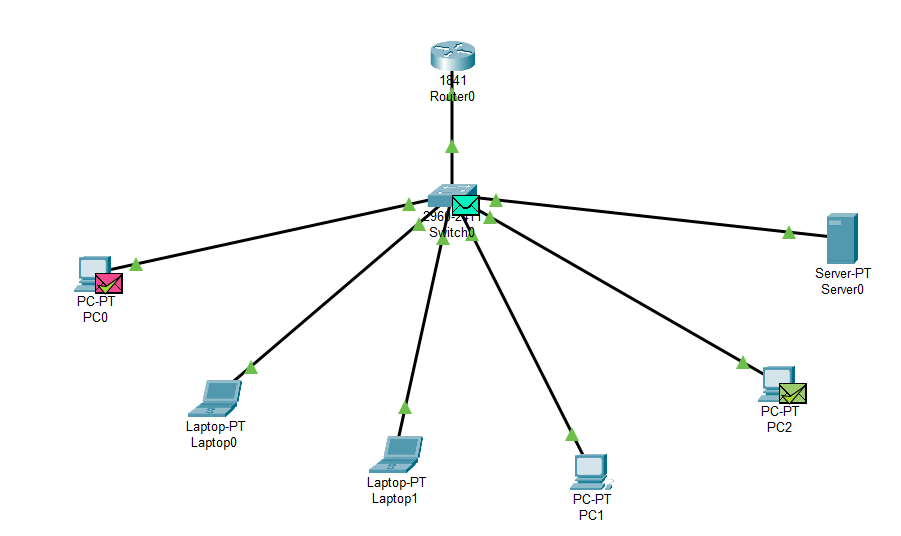 1841
Router0
2960-24TT
Switch0
Server-PT
Server0
PC-PT
PC0
PC-PT
PC2
Laptop-PT
Laptop0
Laptop-PT
Laptop1
PC-PT
PC1